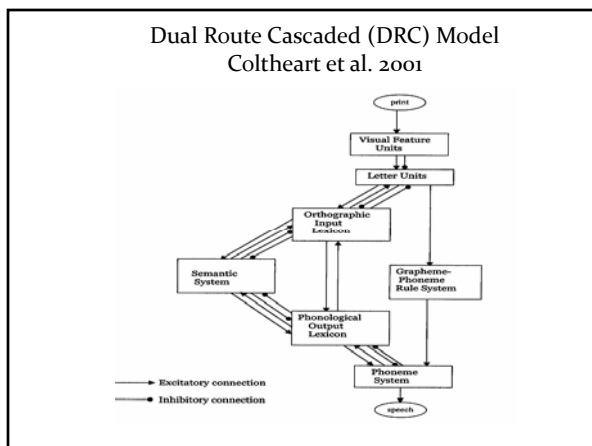 Dual Route Cascaded (DRC) Model
Coltheart et al. 2001
print
Visual Feature
Units
Letter Units
Orthographic
Input
Lexicon
Semantic
System
Grapheme-
Phoneme
Rule System
Phonological
Output
Lexicon
Phoneme
System
Excitatory connection
Inhibitory connection
speech